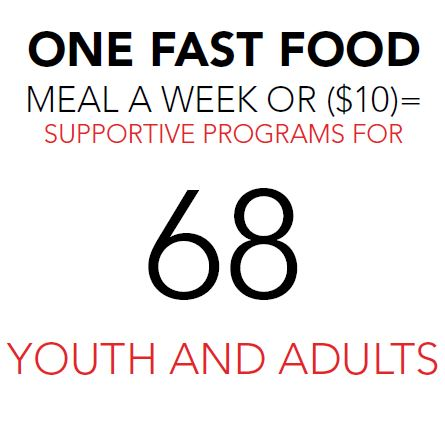 ONE FAST FOOD
MEAL A WEEK OR ($10)=
SUPPORTIVE PROGRAMS FOR
68
YOUTH AND ADULTS